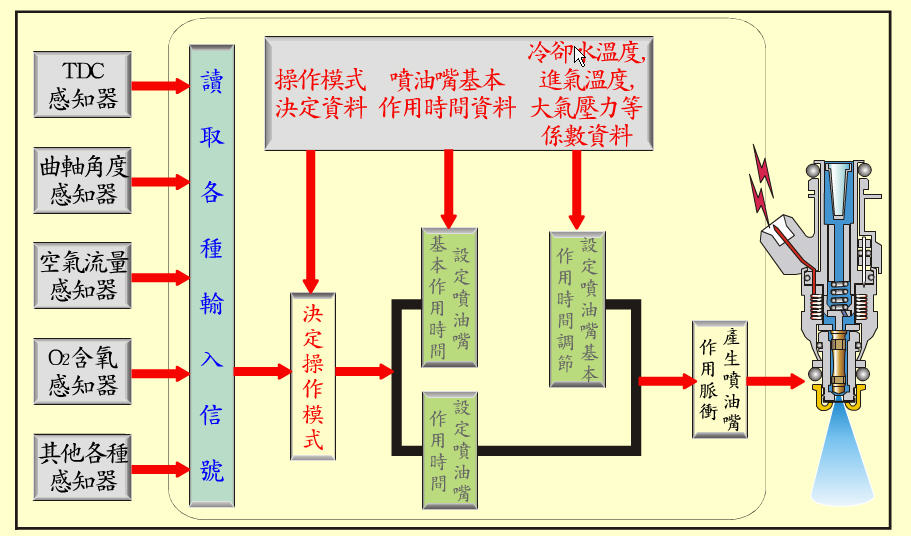 TDC
感知器
曲軸角度
感知器
空氣流量
感知器
O2含氧
感知器
其他各種
感知器
讀取各種輸入信號
操作模式
決定資料
噴油嘴基本
作用時間資料
冷卻水溫度,
進氣溫度,
大氣壓力等
係數資料
決定操作模式
設定噴油嘴
基本作用時間
設定噴油嘴
作用時間
設定噴油嘴基本
作用時間調節
產生噴油嘴
作用脈衝